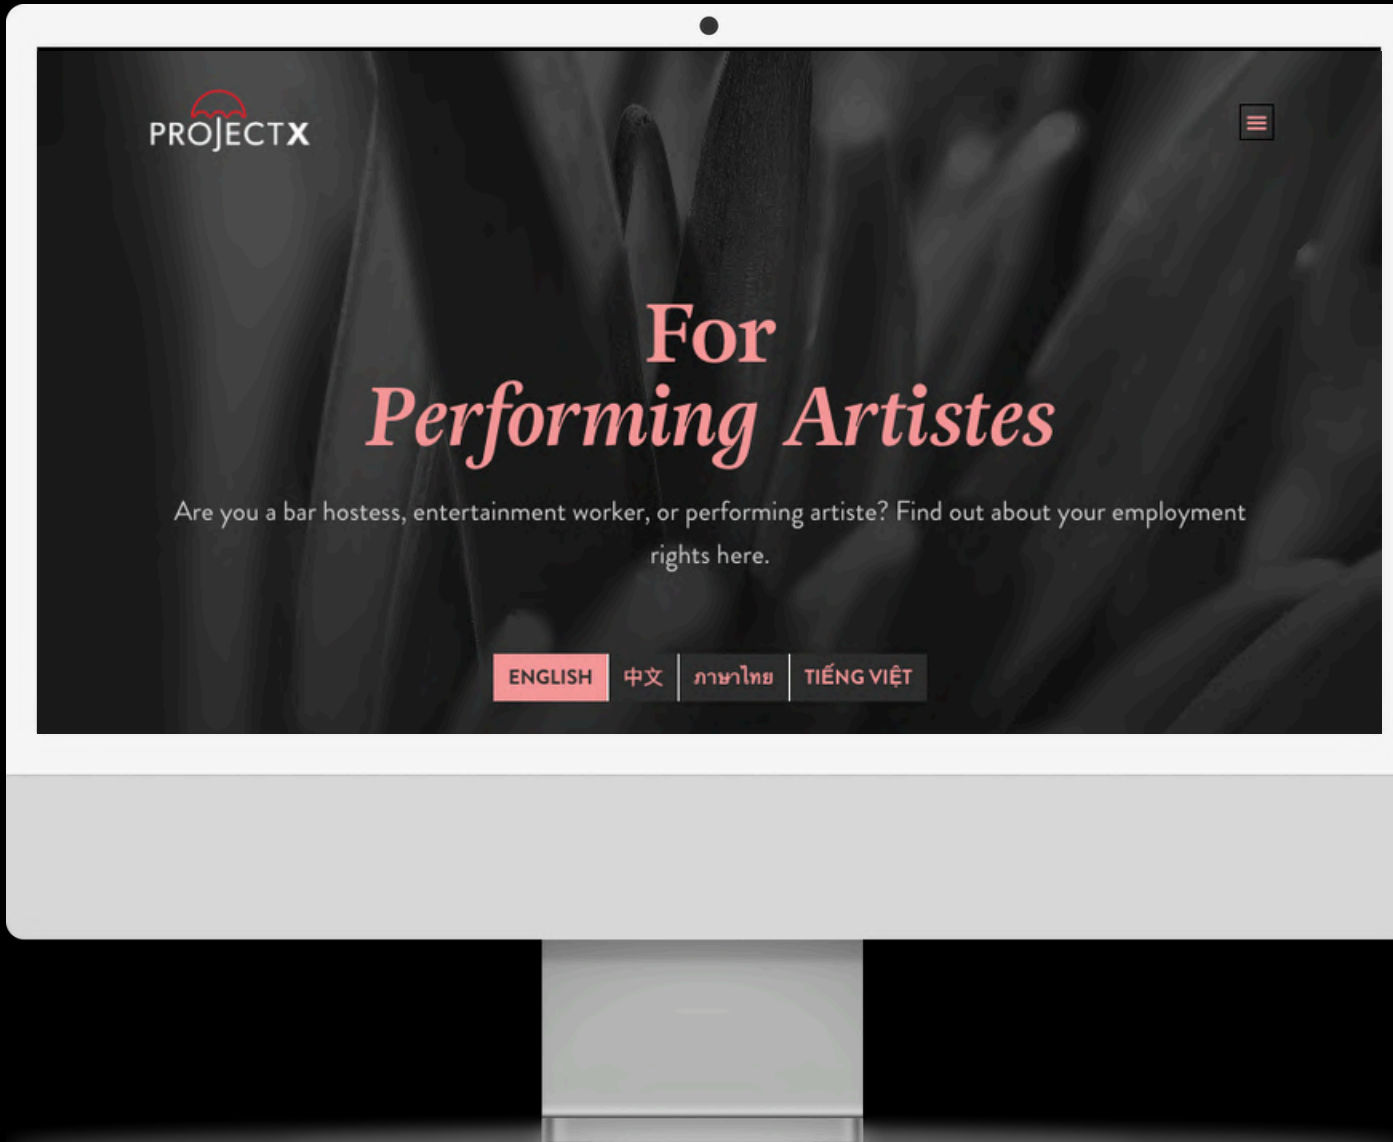 PROJECTX
For
Performing Artistes
Are you a bar hostess, entertainment worker, or performing artiste? Find out about your employment
rights here.
ENGLISH 中文 ภาษาไทย TIẾNG VIỆT